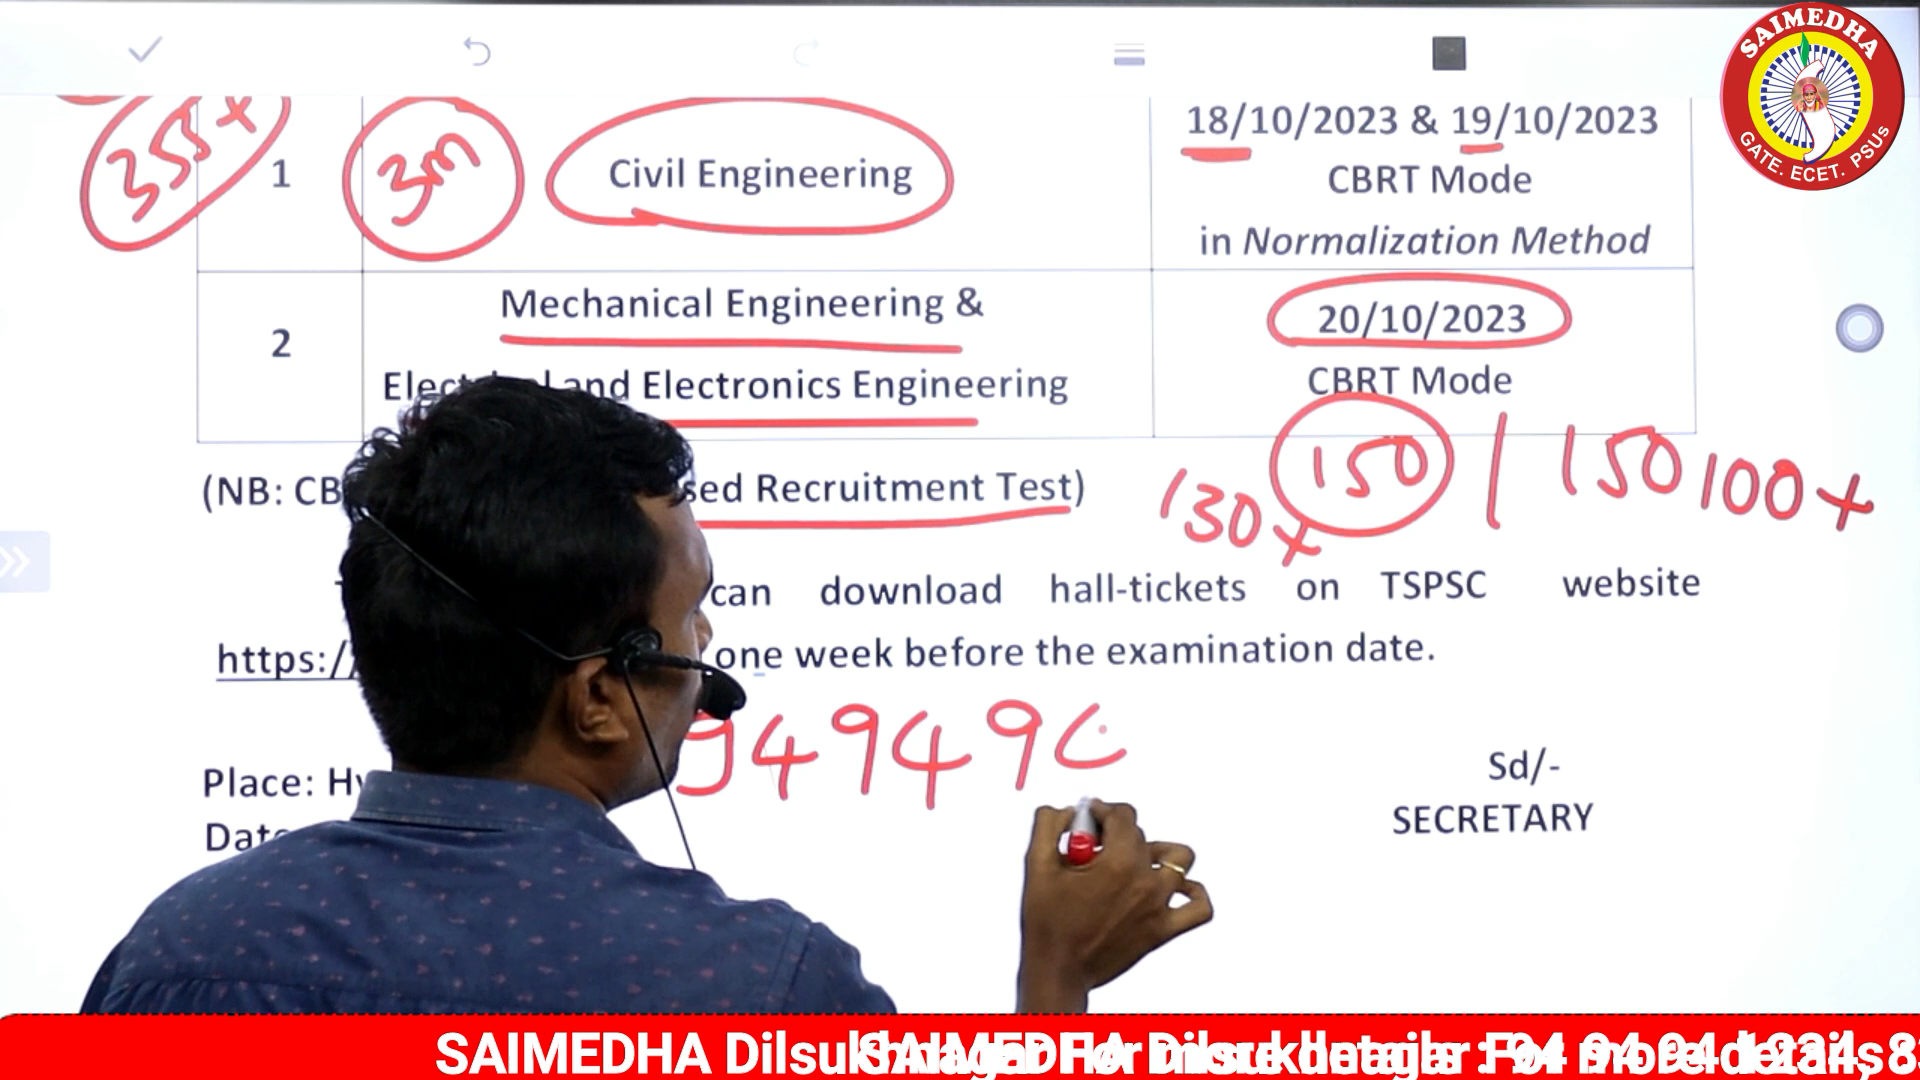 SAIMEDHA
GATE. ECET. PSUs
355+
1
3m
Civil Engineering
18/10/2023 & 19/10/2023
CBRT Mode
in Normalization Method
2
Mechanical Engineering &
and Electronics Engineering
20/10/2023
CBRT Mode
130+ 150 / 150 100+
(NB: CB sed Recruitment Test)
can download hall-tickets on TSPSC website
https:/ one week before the examination date.
94949
Place: H
Sd/-
SECRETARY
SAIMEDHA